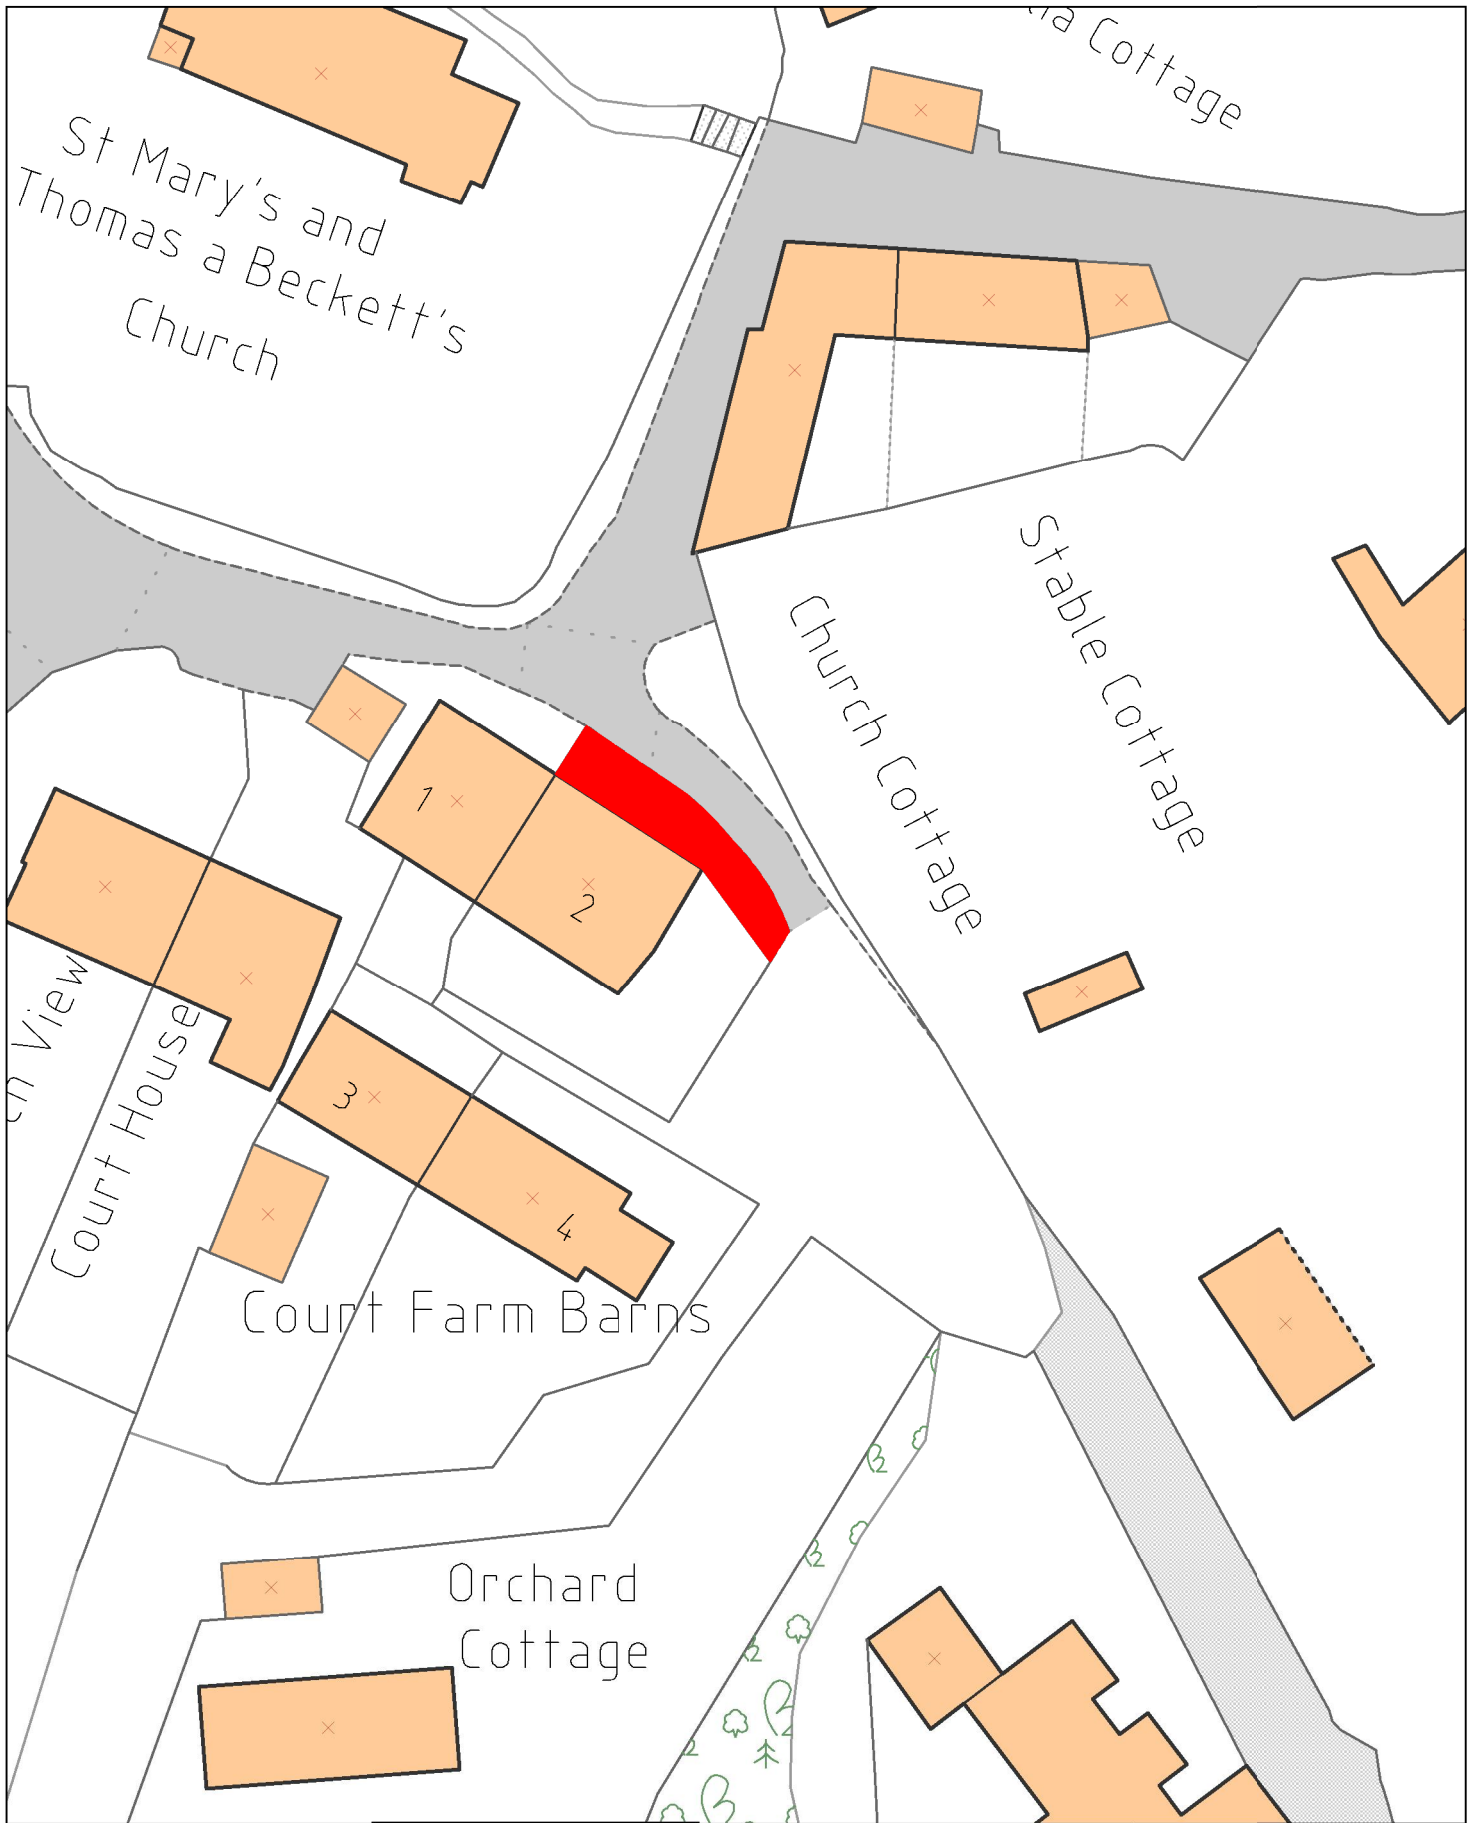 Cottage
St Mary's and
Thomas a Beckett's
Church
Stable Cottage
Church Cottage
1
2
View
Court House
3
4
Court Farm Barns
Orchard
Cottage